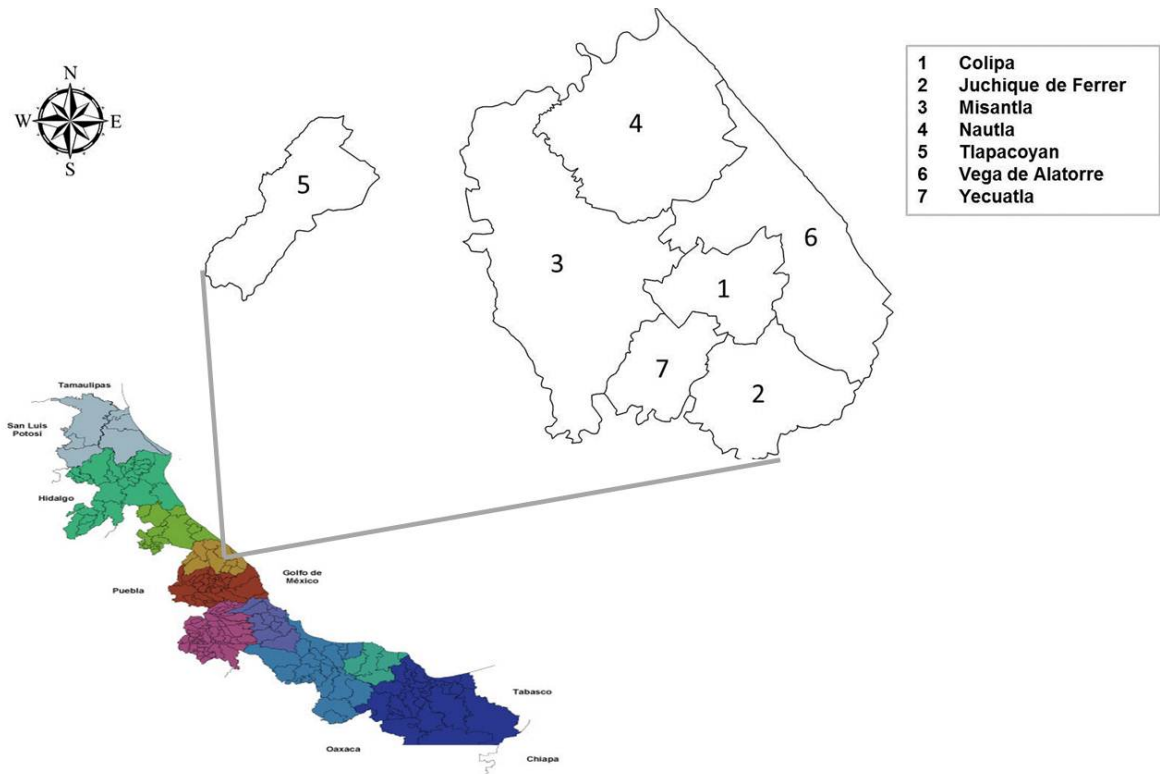 N
W E
S
5
4
3
6
1
7
2
1 Colipa
2 Juchique de Ferrer
3 Misantla
4 Nautla
5 Tlapacoyan
6 Vega de Alatorre
7 Yecuatla
Tamaulipas
San Luis
Potosí
Hidalgo
Puebla
Golfo de
México
Tabasco
Oaxaca
Chiapa